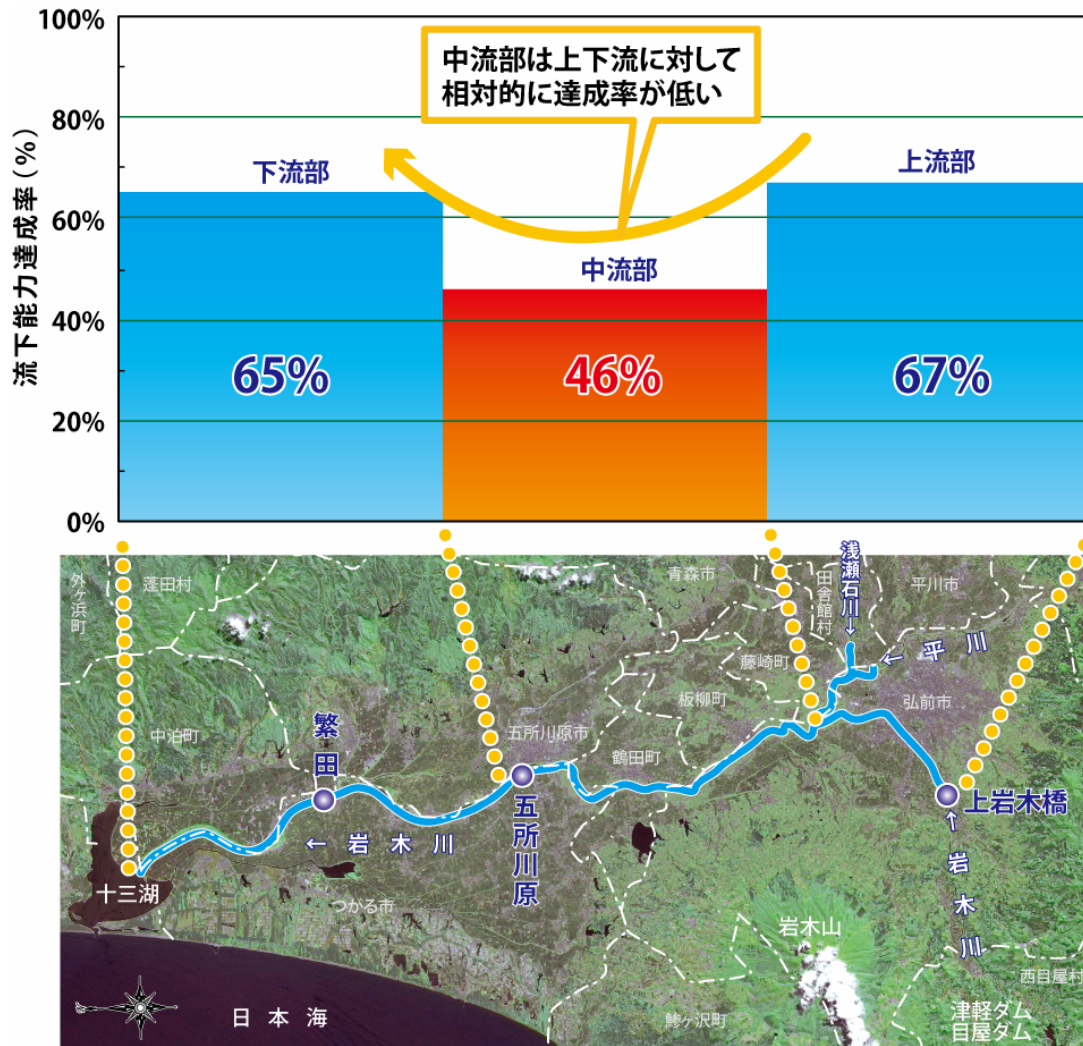 流下能力達成率(%)
100%
80%
60%
40%
20%
0%
中流部は上下流に対して
相対的に達成率が低い
下流部
中流部
上流部
65%
46%
67%
外ヶ浜町
蓬田村
青森市
田舎館村
浅瀬石川→
平川市
← 平川
藤崎町
板柳町
弘前市
中泊町
繁田
五所川原市
鶴田町
五所川原
上岩木橋
← 岩木川
← 岩木川
十三湖
つがる市
岩木山
西目屋村
津軽ダム
目屋ダム
鰺ヶ沢町
日本海